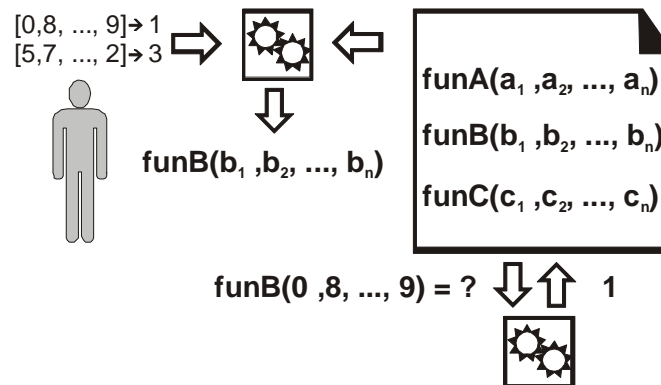 [0,8, ..., 9]→ 1
[5,7, ..., 2]→ 3
funA(a₁ ,a₂, ..., aₙ)
funB(b₁ ,b₂, ..., bₙ)
funC(c₁ ,c₂, ..., cₙ)
funB(b₁ ,b₂, ..., bₙ)
funB(0 ,8, ..., 9) = ?
1